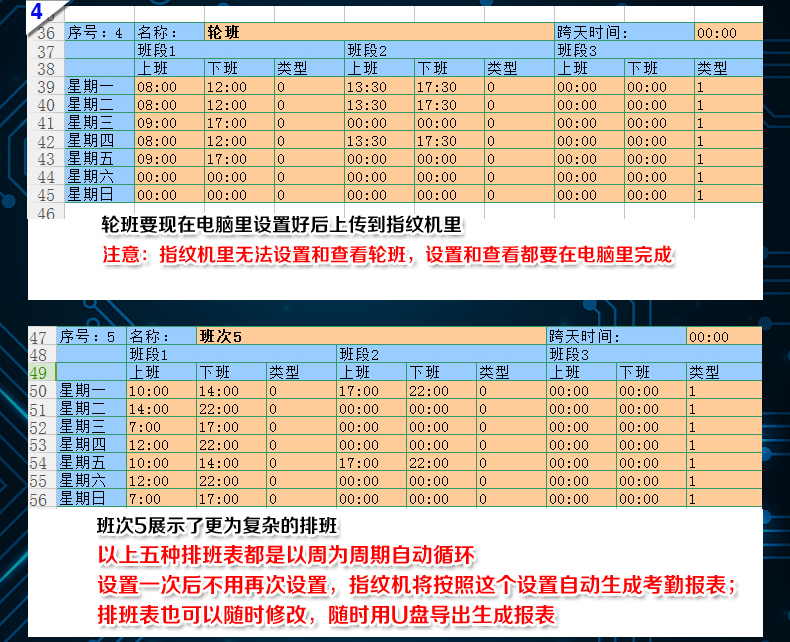 4
36 序号：4 名称： 轮班 跨天时间： 00:00
37 班段1 班段2 班段3
38 上班 下班 类型 上班 下班 类型 上班 下班 类型
39 星期一 08:00 12:00 0 13:30 17:30 0 00:00 00:00 1
40 星期二 08:00 12:00 0 13:30 17:30 0 00:00 00:00 1
41 星期三 09:00 17:00 0 00:00 00:00 0 00:00 00:00 1
42 星期四 08:00 12:00 0 13:30 17:30 0 00:00 00:00 1
43 星期五 09:00 17:00 0 00:00 00:00 0 00:00 00:00 1
44 星期六 00:00 00:00 0 00:00 00:00 0 00:00 00:00 1
45 星期日 00:00 00:00 0 00:00 00:00 0 00:00 00:00 1
46
轮班要现在电脑里设置好后上传到指纹机里
注意：指纹机里无法设置和查看轮班，设置和查看都要在电脑里完成
47 序号：5 名称： 班次5 跨天时间： 00:00
48 班段1 班段2 班段3
49 上班 下班 类型 上班 下班 类型 上班 下班 类型
50 星期一 10:00 14:00 0 17:00 22:00 0 00:00 00:00 1
51 星期二 14:00 22:00 0 00:00 00:00 0 00:00 00:00 1
52 星期三 7:00 17:00 0 00:00 00:00 0 00:00 00:00 1
53 星期四 12:00 22:00 0 00:00 00:00 0 00:00 00:00 1
54 星期五 10:00 14:00 0 17:00 22:00 0 00:00 00:00 1
55 星期六 12:00 22:00 0 00:00 00:00 0 00:00 00:00 1
56 星期日 7:00 17:00 0 00:00 00:00 0 00:00 00:00 1
班次5展示了更为复杂的排班
以上五种排班表都是以周为周期自动循环
设置一次后不用再次设置，指纹机将按照这个设置自动生成考勤报表；
排班表也可以随时修改，随时用U盘导出生成报表